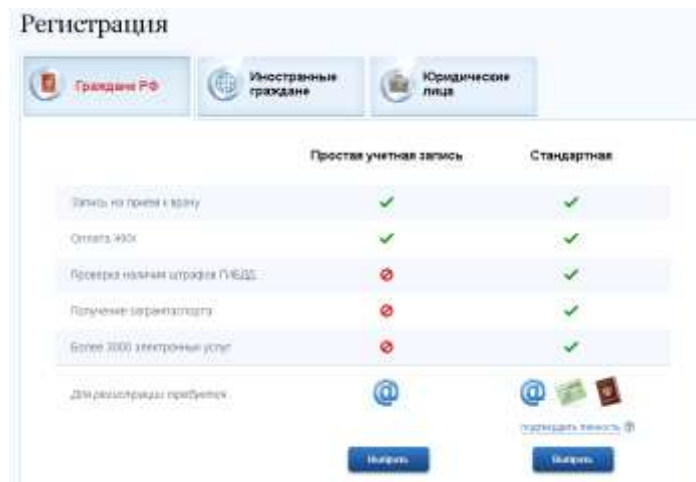 Регистрация
Граждане РФ
Иностранные граждане
Юридические лица
Простая учетная запись
Стандартная
Запись на прием к врачу
Оплата ЖКХ
Проверка наличия штрафов ГИБДД
Получение загранпаспорта
Более 3000 электронных услуг
Для регистрации требуется
подтвердить личность
Выбрать
Выбрать